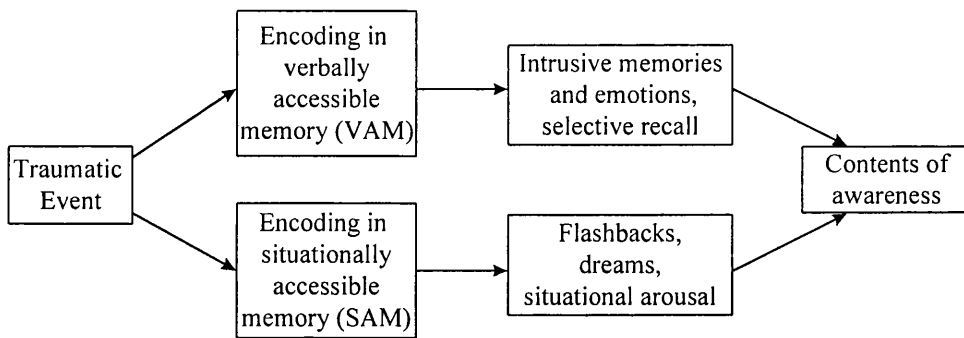 Traumatic
Event
Encoding in
verbally
accessible
memory (VAM)
Intrusive memories
and emotions,
selective recall
Encoding in
situationally
accessible
memory (SAM)
Flashbacks,
dreams,
situational arousal
Contents of
awareness